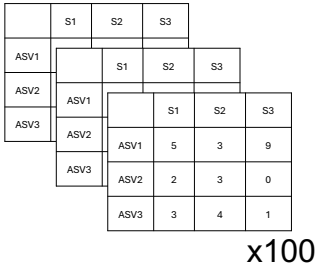 S1 S2 S3
ASV1
ASV2
ASV3
S1 S2 S3
ASV1
ASV2
ASV3
S1 S2 S3
ASV1 5 3 9
ASV2 2 3 0
ASV3 3 4 1
x100